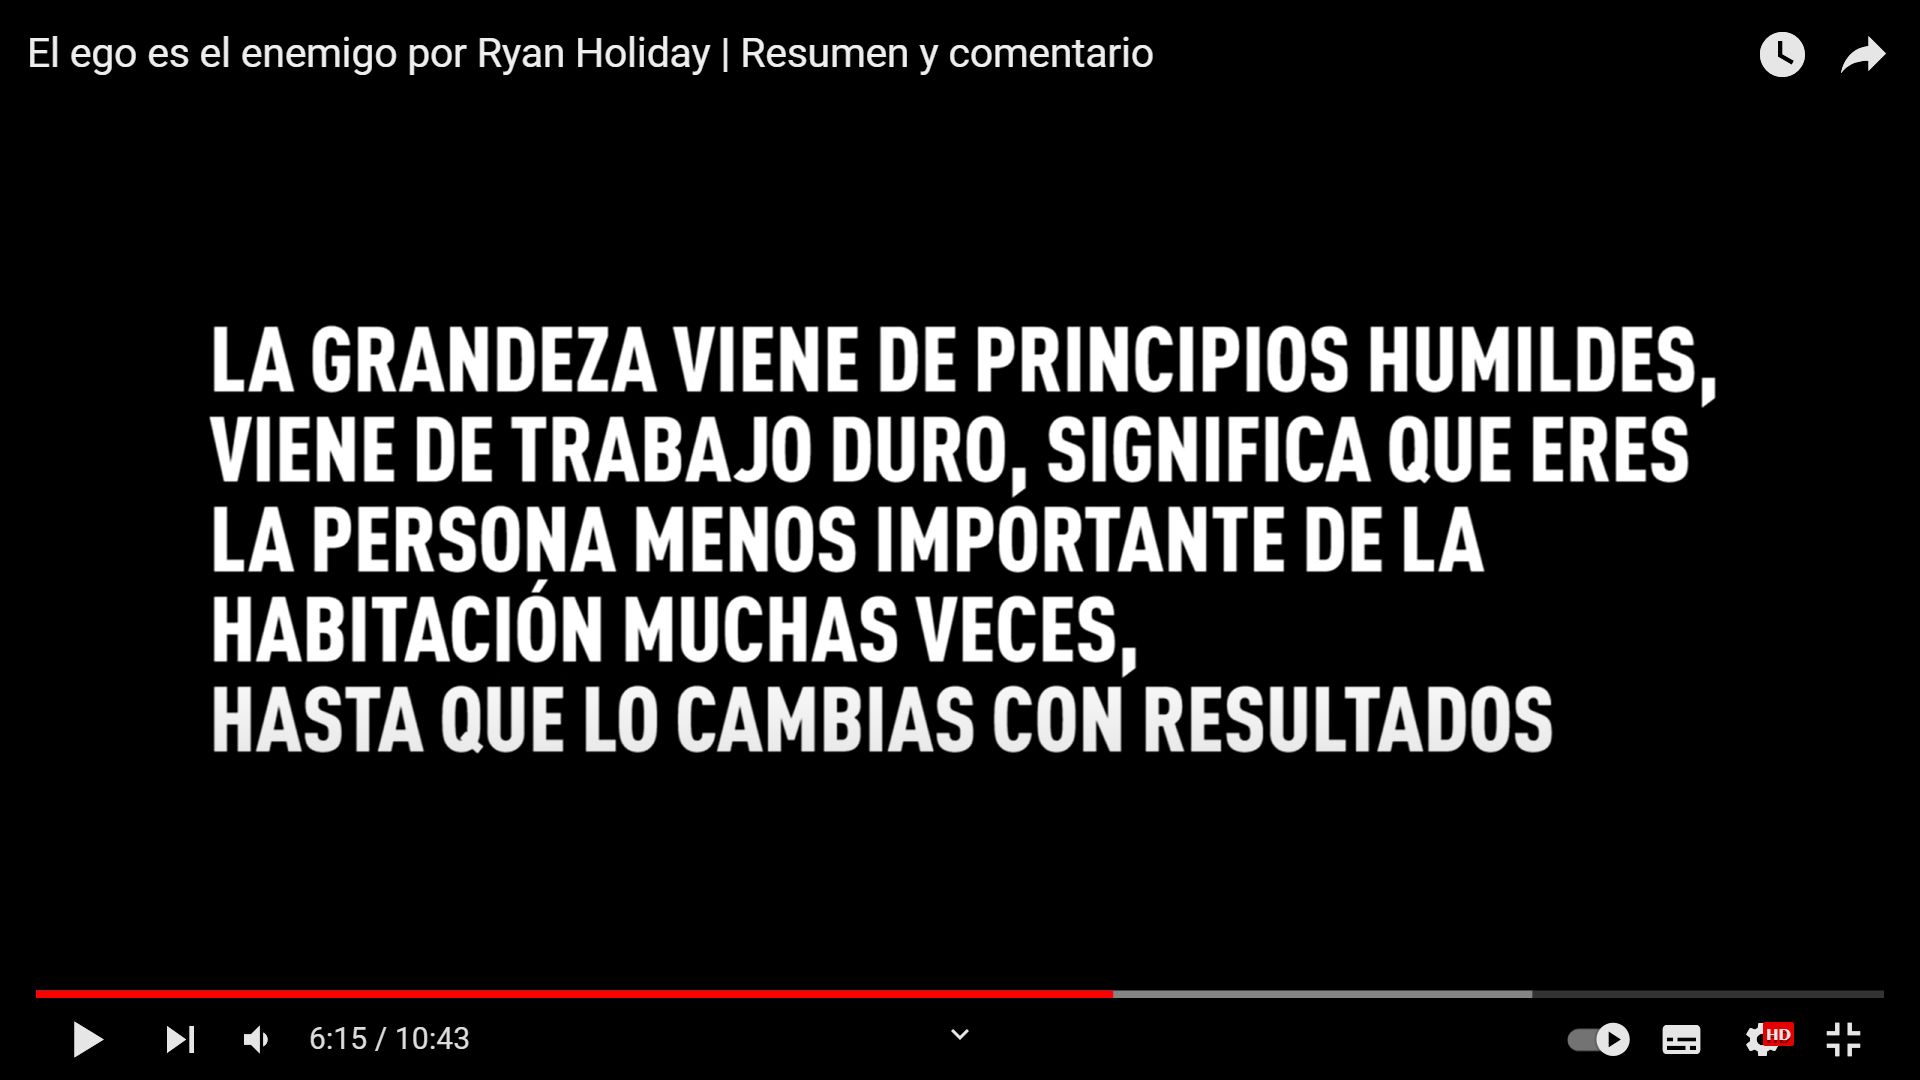 El ego es el enemigo por Ryan Holiday | Resumen y comentario
LA GRANDEZA VIENE DE PRINCIPIOS HUMILDES,
VIENE DE TRABAJO DURO, SIGNIFICA QUE ERES
LA PERSONA MENOS IMPORTANTE DE LA
HABITACIÓN MUCHAS VECES,
HASTA QUE LO CAMBIAS CON RESULTADOS
6:15 / 10:43
HD